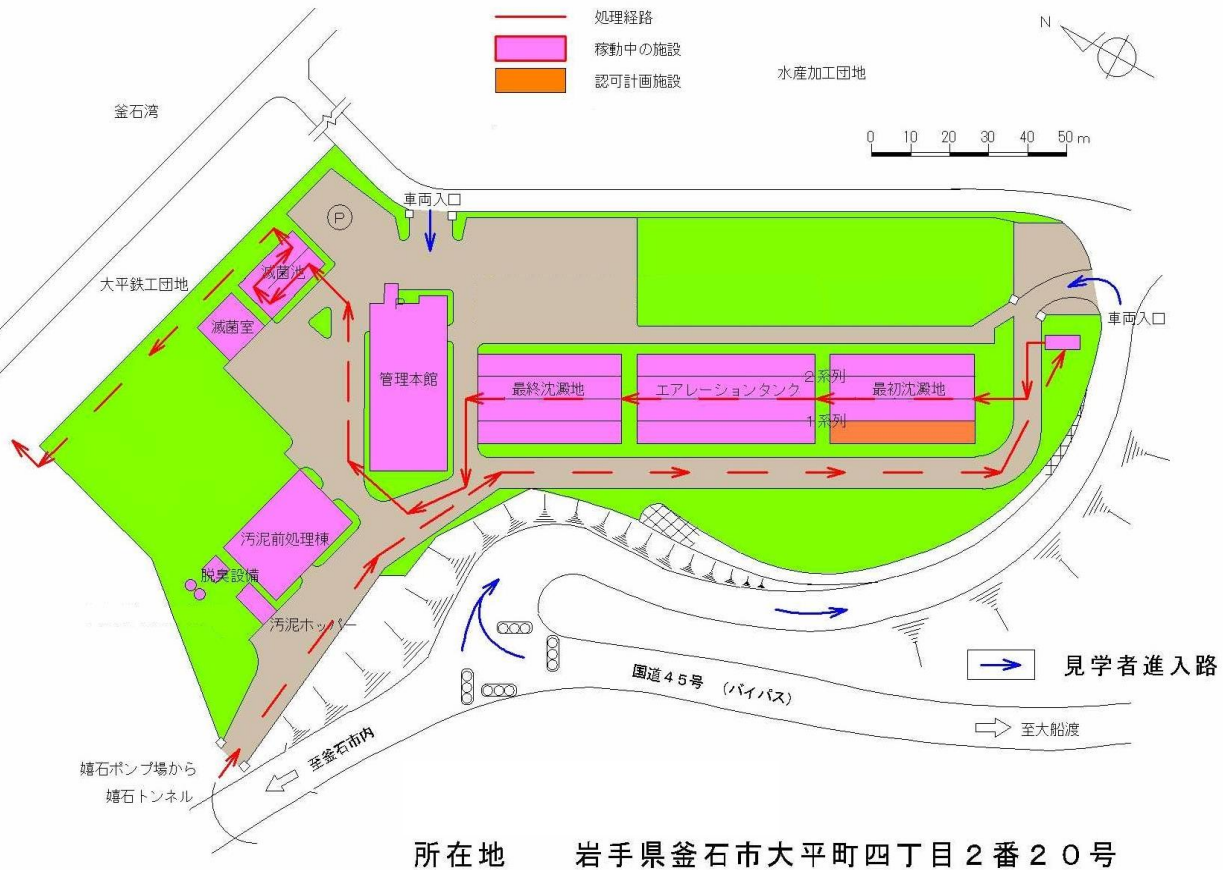 処理経路
稼動中の施設
認可計画施設
N
水産加工団地
釜石湾
0 10 20 30 40 50 m
車両入口
P
大平鉄工団地
滅菌池
滅菌室
P
車両入口
管理本館
最終沈澱地
エアレーションタンク
２系列
最初沈澱地
１系列
汚泥前処理棟
脱臭設備
汚泥ホッパー
国道４５号 （バイパス）
見学者進入路
至大船渡
至釜石市内
嬉石ポンプ場から
嬉石トンネル
所在地 岩手県釜石市大平町四丁目２番２０号